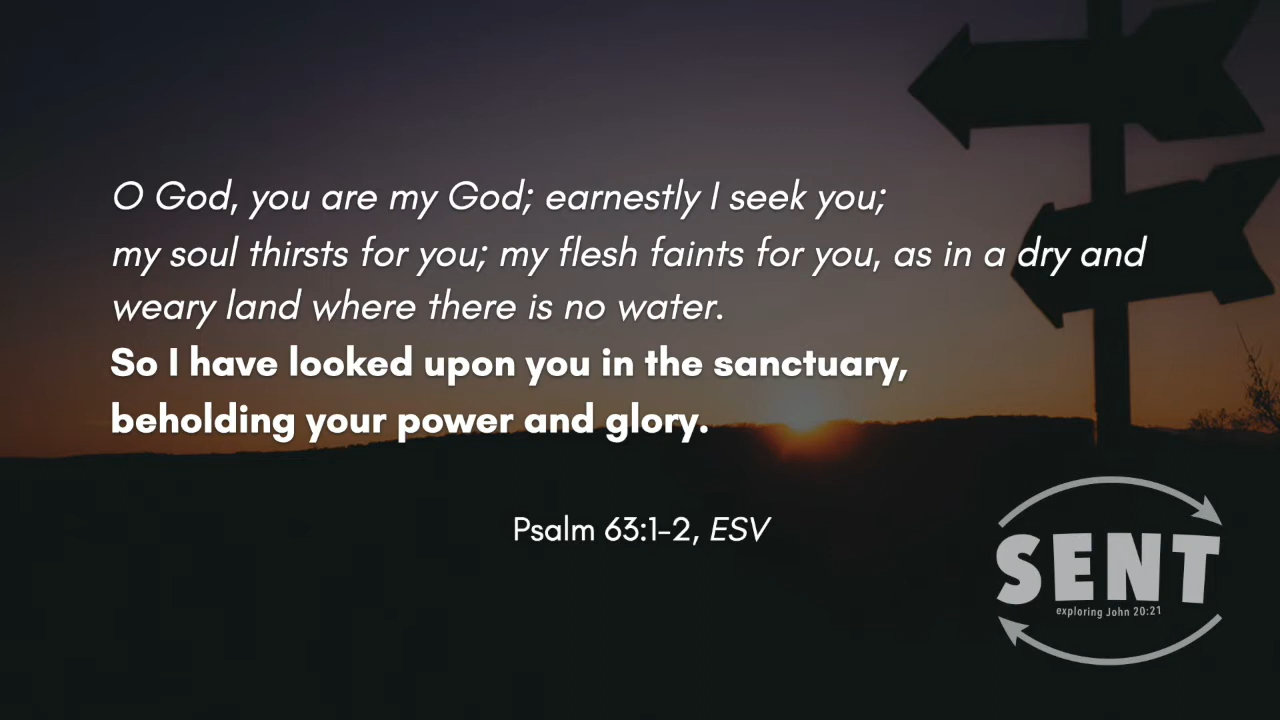 O God, you are my God; earnestly I seek you;
my soul thirsts for you; my flesh faints for you, as in a dry and
weary land where there is no water.
So I have looked upon you in the sanctuary,
beholding your power and glory.
Psalm 63:1-2, ESV
SENT
exploring John 20:21